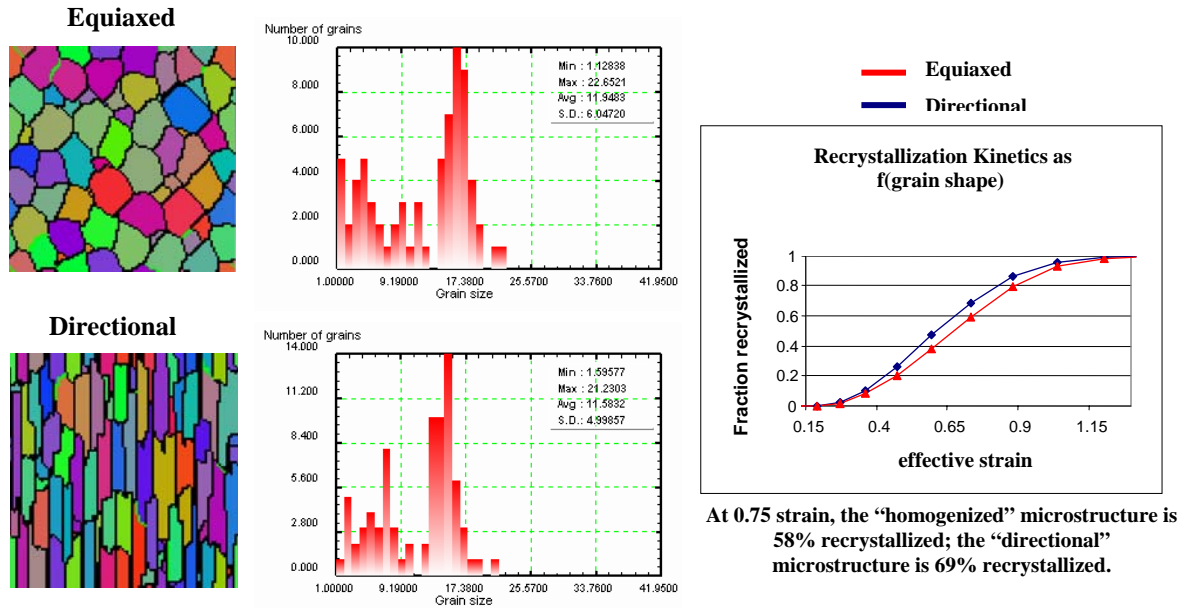 Equiaxed
Number of grains
10.000
8.000
6.000
4.000
2.000
0.000
Min : 1.12838
Max : 22.6521
Avg : 11.9483
S.D.: 6.04720
1.00000 9.19000 17.3800 25.5700 33.7600 41.9500
Grain size
Directional
Number of grains
14.000
11.200
8.400
5.600
2.800
0.000
Min : 1.59577
Max : 21.2303
Avg : 11.5832
S.D.: 4.99857
1.00000 9.19000 17.3800 25.5700 33.7600 41.9500
Grain size
Equiaxed
Directional
Recrystallization Kinetics as
f(grain shape)
Fraction recrystallized
1
0.8
0.6
0.4
0.2
0
0.15 0.4 0.65 0.9 1.15
effective strain
At 0.75 strain, the “homogenized” microstructure is
58% recrystallized; the “directional”
microstructure is 69% recrystallized.